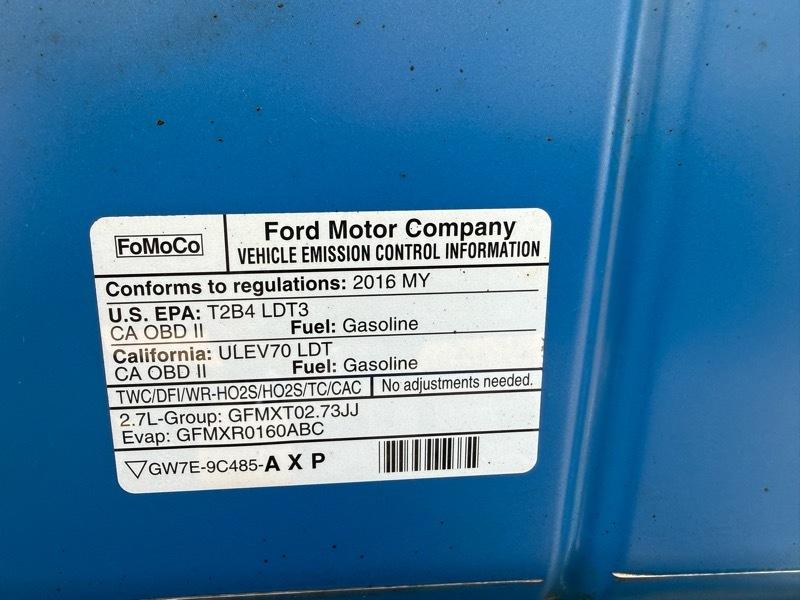 FoMoCo
Ford Motor Company
VEHICLE EMISSION CONTROL INFORMATION
Conforms to regulations: 2016 MY
U.S. EPA: T2B4 LDT3
CA OBD II Fuel: Gasoline
California: ULEV70 LDT
CA OBD II Fuel: Gasoline
TWC/DFI/WR-HO2S/HO2S/TC/CAC No adjustments needed.
2.7L-Group: GFMXT02.73JJ
Evap: GFMXR0160ABC
GW7E-9C485-A X P